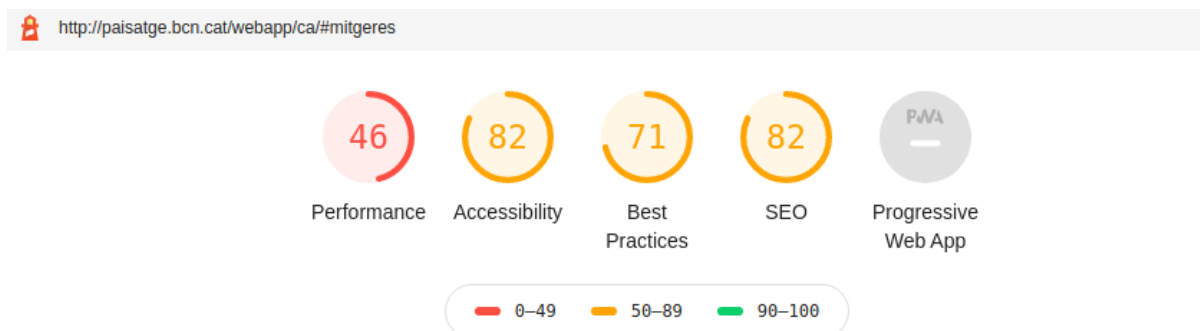 http://paisatge.bcn.cat/webapp/ca/#mitgeres
46
82
71
82
PWA
Performance
Accessibility
Best
Practices
SEO
Progressive
Web App
0–49
50–89
90–100